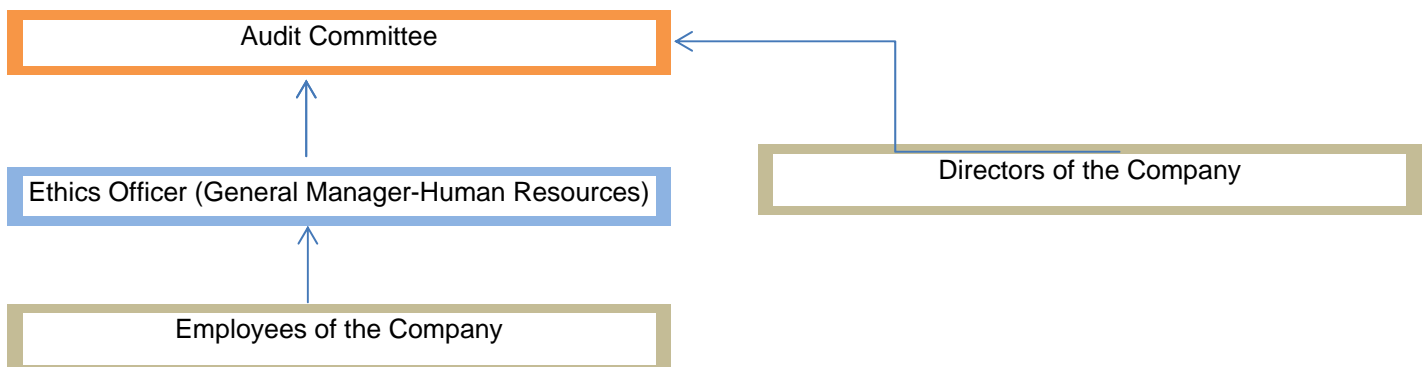 Audit Committee
Directors of the Company
Ethics Officer (General Manager-Human Resources)
Employees of the Company